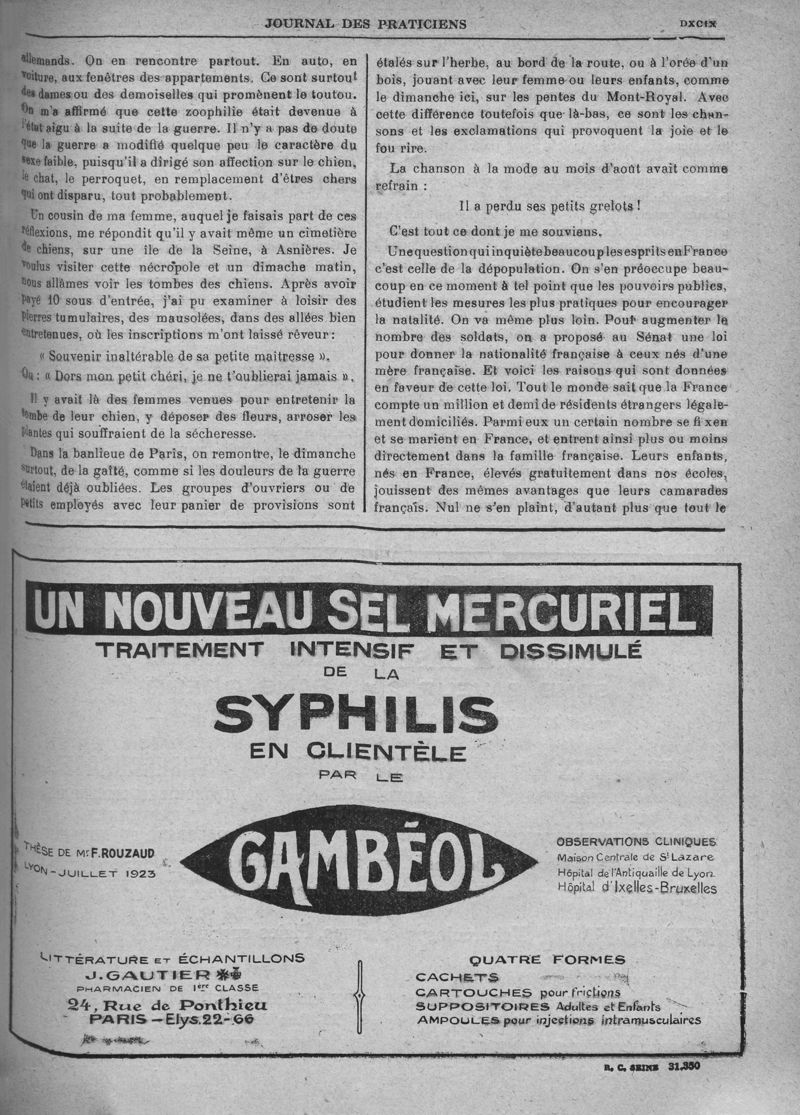 JOURNAL DES PRATICIENS
DXCIX
allemands. On en rencontre partout. En auto, en
voiture, aux fenêtres des appartements. Ce sont surtout
des dames ou des demoiselles qui promènent le toutou.
On m'a affirmé que cette zoophilie était devenue à
l'état aigu à la suite de la guerre. Il n'y a pas de doute
que la guerre a modifié quelque peu le caractère du
sexe faible, puisqu'il a dirigé son affection sur le chien,
le chat, le perroquet, en remplacement d'êtres chers
qui ont disparu, tout probablement.
Un cousin de ma femme, auquel je faisais part de ces
réflexions, me répondit qu'il y avait même un cimetière
de chiens, sur une île de la Seine, à Asnières. Je
voulus visiter cette nécropole et un dimache matin,
nous allâmes voir les tombes des chiens. Après avoir
payé 10 sous d'entrée, j'ai pu examiner à loisir des
pierres tumulaires, des mausolées, dans des allées bien
entretenues, où les inscriptions m'ont laissé rêveur :
« Souvenir inaltérable de sa petite maitresse ».
Ou : « Dors mon petit chéri, je ne t'oublierai jamais ».
Il y avait là des femmes venues pour entretenir la
tombe de leur chien, y déposer des fleurs, arroser les
plantes qui souffraient de la sécheresse.
Dans la banlieue de Paris, on remontre, le dimanche
surtout, de la gaîté, comme si les douleurs de la guerre
étaient déjà oubliées. Les groupes d'ouvriers ou de
petits employés avec leur panier de provisions sont
étalés sur l'herbe, au bord de la route, ou à l'orée d'un
bois, jouant avec leur femme ou leurs enfants, comme
le dimanche ici, sur les pentes du Mont-Royal. Avec
cette différence toutefois que là-bas, ce sont les chan-
sons et les exclamations qui provoquent la joie et le
fou rire.
La chanson à la mode au mois d'août avait comme
refrain :
Il a perdu ses petits grelots !
C'est tout ce dont je me souviens.
Une question qui inquiète beaucoup les esprits en France
c'est celle de la dépopulation. On s'en préoccupe beau-
coup en ce moment à tel point que les pouvoirs publics,
étudient les mesures les plus pratiques pour encourager
la natalité. On va même plus loin. Pour augmenter le
nombre des soldats, on a proposé au Sénat une loi
pour donner la nationalité française à ceux nés d'une
mère française. Et voici les raisons qui sont données
en faveur de cette loi. Tout le monde sait que la France
compte un million et demi de résidents étrangers légale-
ment domiciliés. Parmi eux un certain nombre se fixen
et se marient en France, et entrent ainsi plus ou moins
directement dans la famille française. Leurs enfants,
nés en France, élevés gratuitement dans nos écoles,
jouissent des mêmes avantages que leurs camarades
français. Nul ne s'en plaint, d'autant plus que tout le
UN NOUVEAU SEL MERCURIEL
TRAITEMENT INTENSIF ET DISSIMULÉ
DE LA
SYPHILIS
EN CLIENTÈLE
PAR LE
GAMBÉOL
THÈSE DE Mr F. ROUZAUD
LYON - JUILLET 1923
OBSERVATIONS CLINIQUES
Maison Centrale de St Lazare
Hôpital de l'Antiquaille de Lyon
Hôpital d'Ixelles-Bruxelles
LITTÉRATURE ET ÉCHANTILLONS
J. GAUTIER
PHARMACIEN DE 1ère CLASSE
24, Rue de Ponthieu
PARIS - Elys. 22-66
QUATRE FORMES
CACHETS
CARTOUCHES pour frictions
SUPPOSITOIRES Adultes et Enfants
AMPOULES pour injections intramusculaires
R. C. SEINE 31.350